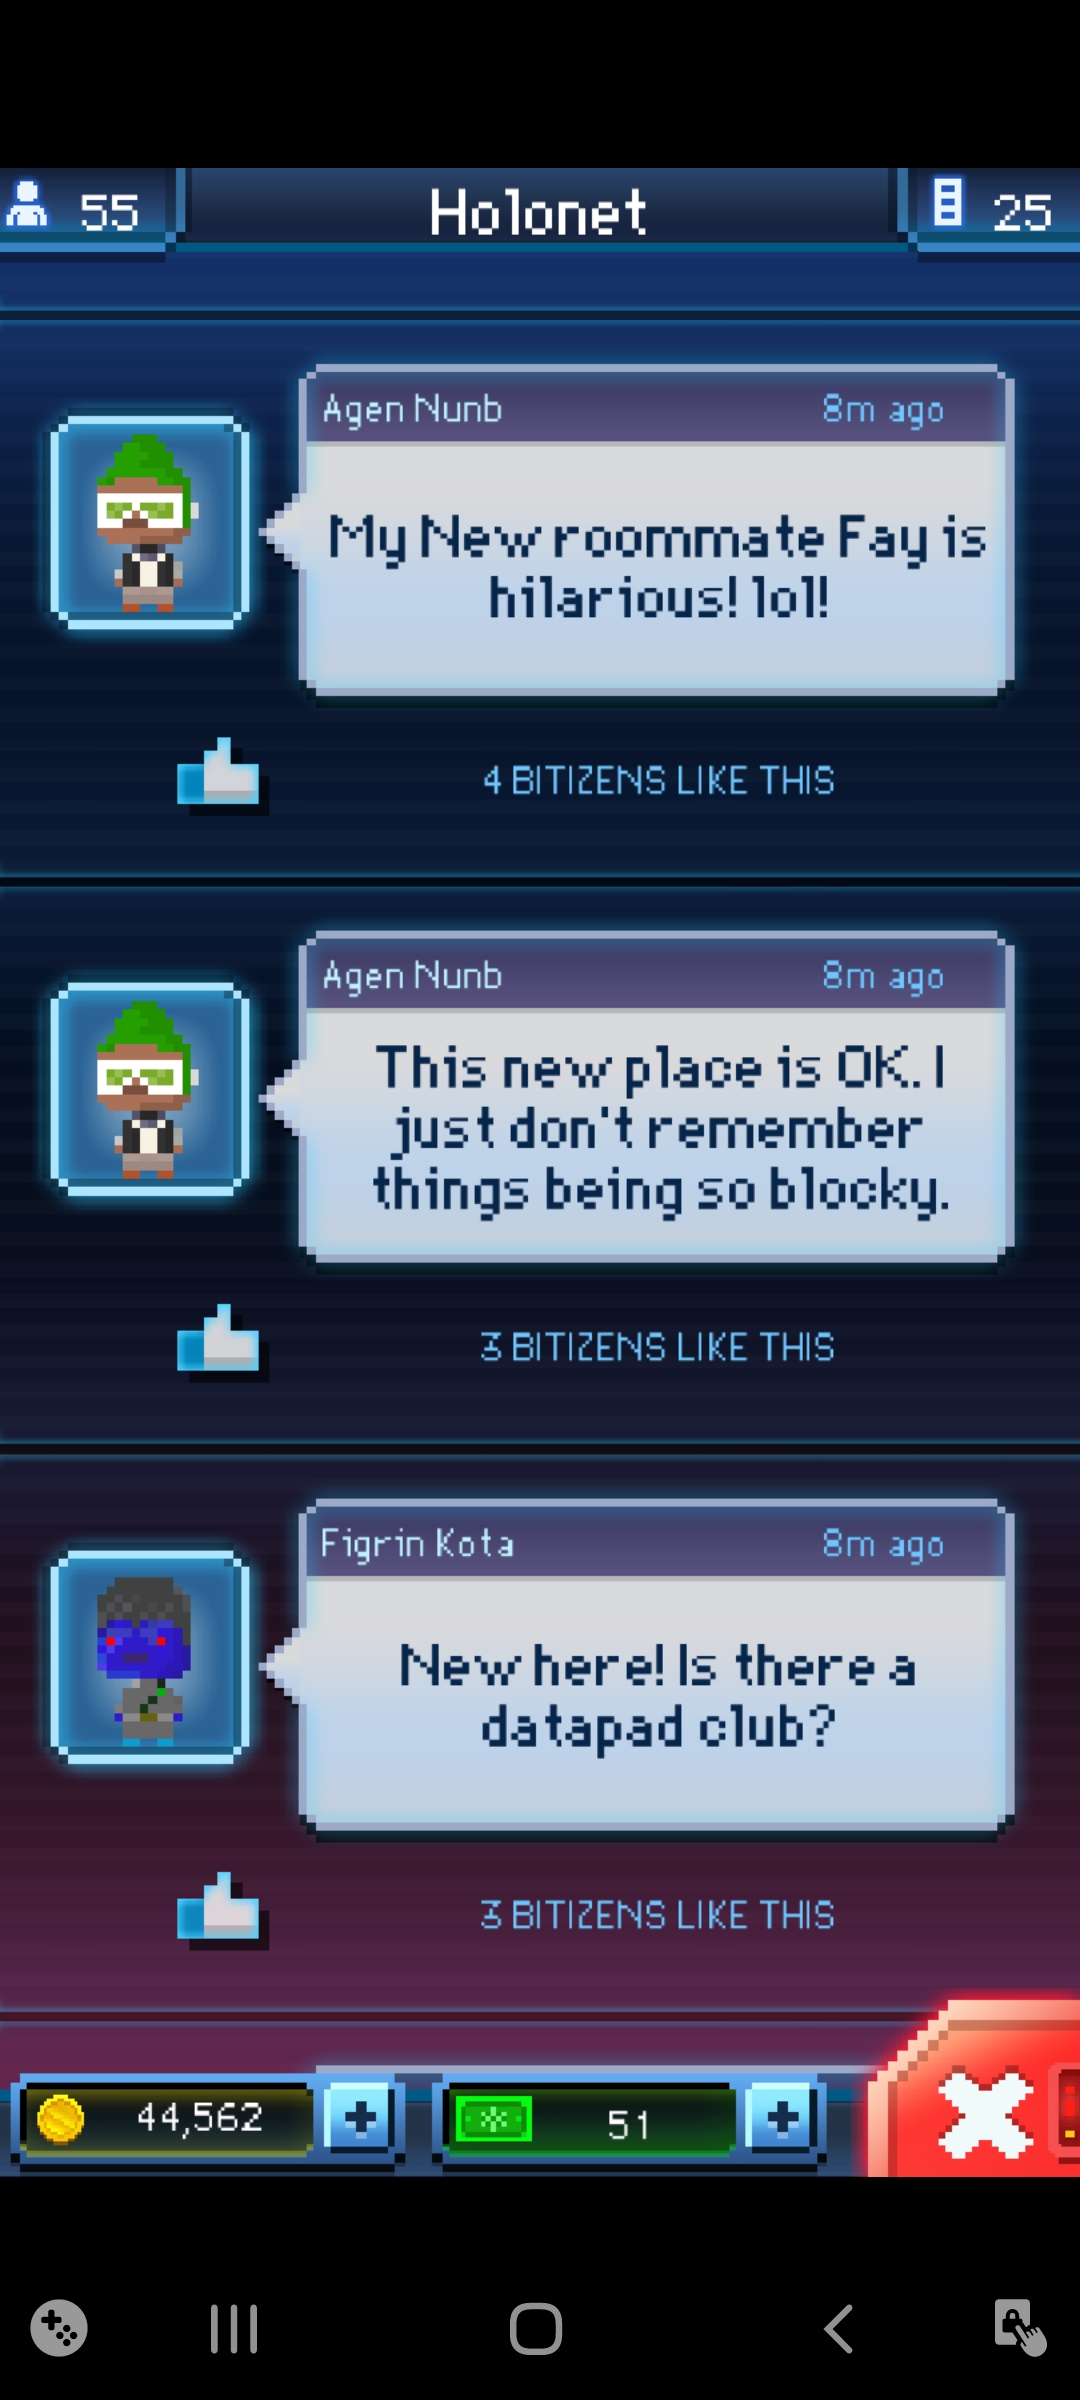 55 Holonet 25
Agen Nunb 8m ago
My New roommate Fay is
hilarious! lol!
4 BITIZENS LIKE THIS
Agen Nunb 8m ago
This new place is OK. I
just don't remember
things being so blocky.
3 BITIZENS LIKE THIS
Figrin Kota 8m ago
New here! Is there a
datapad club?
3 BITIZENS LIKE THIS
44,562 51